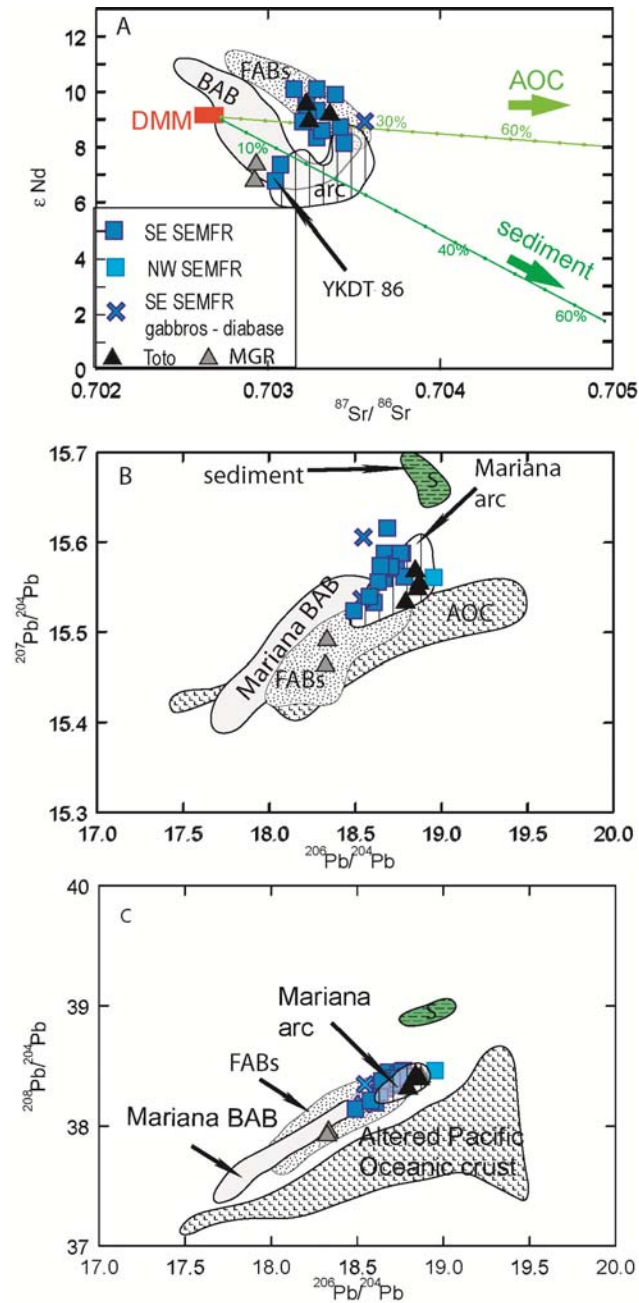 A
12
10
8
6
4
2
0
ε Nd
BAB
FABs
DMM
AOC
30%
60%
10%
arc
sediment
40%
60%
YKDT 86
SE SEMFR
NW SEMFR
SE SEMFR
gabbros - diabase
Toto
MGR
0.702
0.703
0.704
0.705
87Sr/ 86Sr
B
15.7
15.6
15.5
15.4
15.3
207Pb/204Pb
sediment
S
Mariana
arc
Mariana BAB
FABs
AOC
17.0
17.5
18.0
18.5
19.0
19.5
20.0
206Pb/204Pb
C
40
39
38
37
208Pb/204Pb
S
Mariana
arc
FABs
Mariana BAB
Altered Pacific
Oceanic crust
17.0
17.5
18.0
18.5
19.0
19.5
20.0
206Pb/204Pb